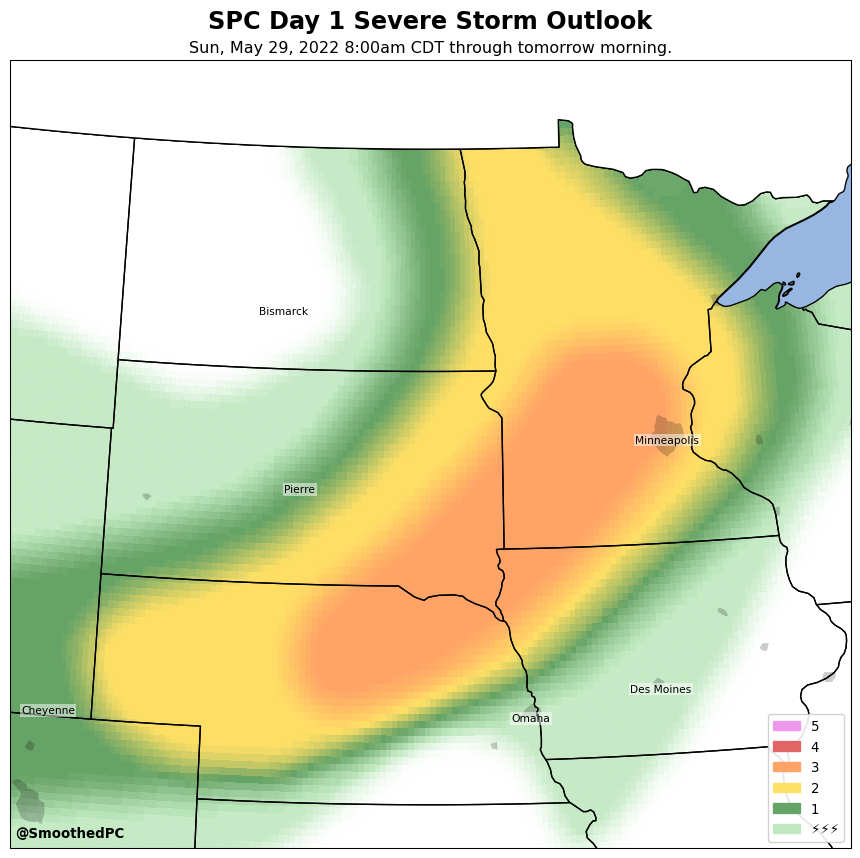 SPC Day 1 Severe Storm Outlook
Sun, May 29, 2022 8:00am CDT through tomorrow morning.
Bismarck
Minneapolis
Pierre
Des Moines
Cheyenne
Omaha
5
4
3
2
1
⚡⚡⚡
@SmoothedPC